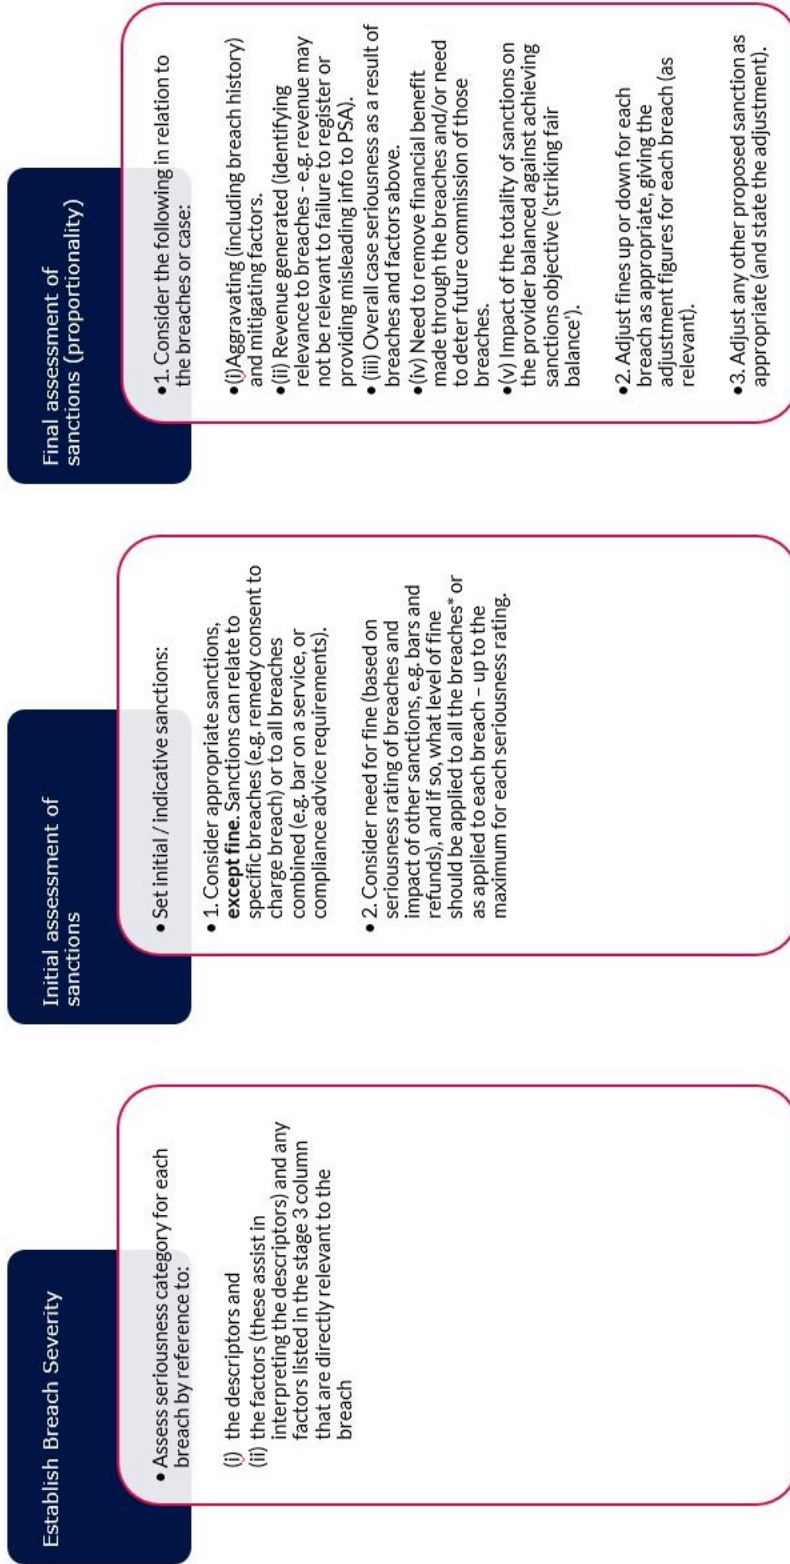 Establish Breach Severity
• Assess seriousness category for each
breach by reference to:
(i) the descriptors and
(ii) the factors (these assist in
interpreting the descriptors) and any
factors listed in the stage 3 column
that are directly relevant to the
breach
Initial assessment of
sanctions
• Set initial / indicative sanctions:
• 1. Consider appropriate sanctions,
except fine. Sanctions can relate to
specific breaches (e.g. remedy consent to
charge breach) or to all breaches
combined (e.g. bar on a service, or
compliance advice requirements).
• 2. Consider need for fine (based on
seriousness rating of breaches and
impact of other sanctions, e.g. bars and
refunds), and if so, what level of fine
should be applied to all the breaches* or
as applied to each breach – up to the
maximum for each seriousness rating.
Final assessment of
sanctions (proportionality)
•1. Consider the following in relation to
the breaches or case:
•(i)Aggravating (including breach history)
and mitigating factors.
•(ii) Revenue generated (identifying
relevance to breaches - e.g. revenue may
not be relevant to failure to register or
providing misleading info to PSA).
• (iii) Overall case seriousness as a result of
breaches and factors above.
•(iv) Need to remove financial benefit
made through the breaches and/or need
to deter future commission of those
breaches.
•(v) Impact of the totality of sanctions on
the provider balanced against achieving
sanctions objective ('striking fair
balance').
•2. Adjust fines up or down for each
breach as appropriate, giving the
adjustment figures for each breach (as
relevant).
•3. Adjust any other proposed sanction as
appropriate (and state the adjustment).